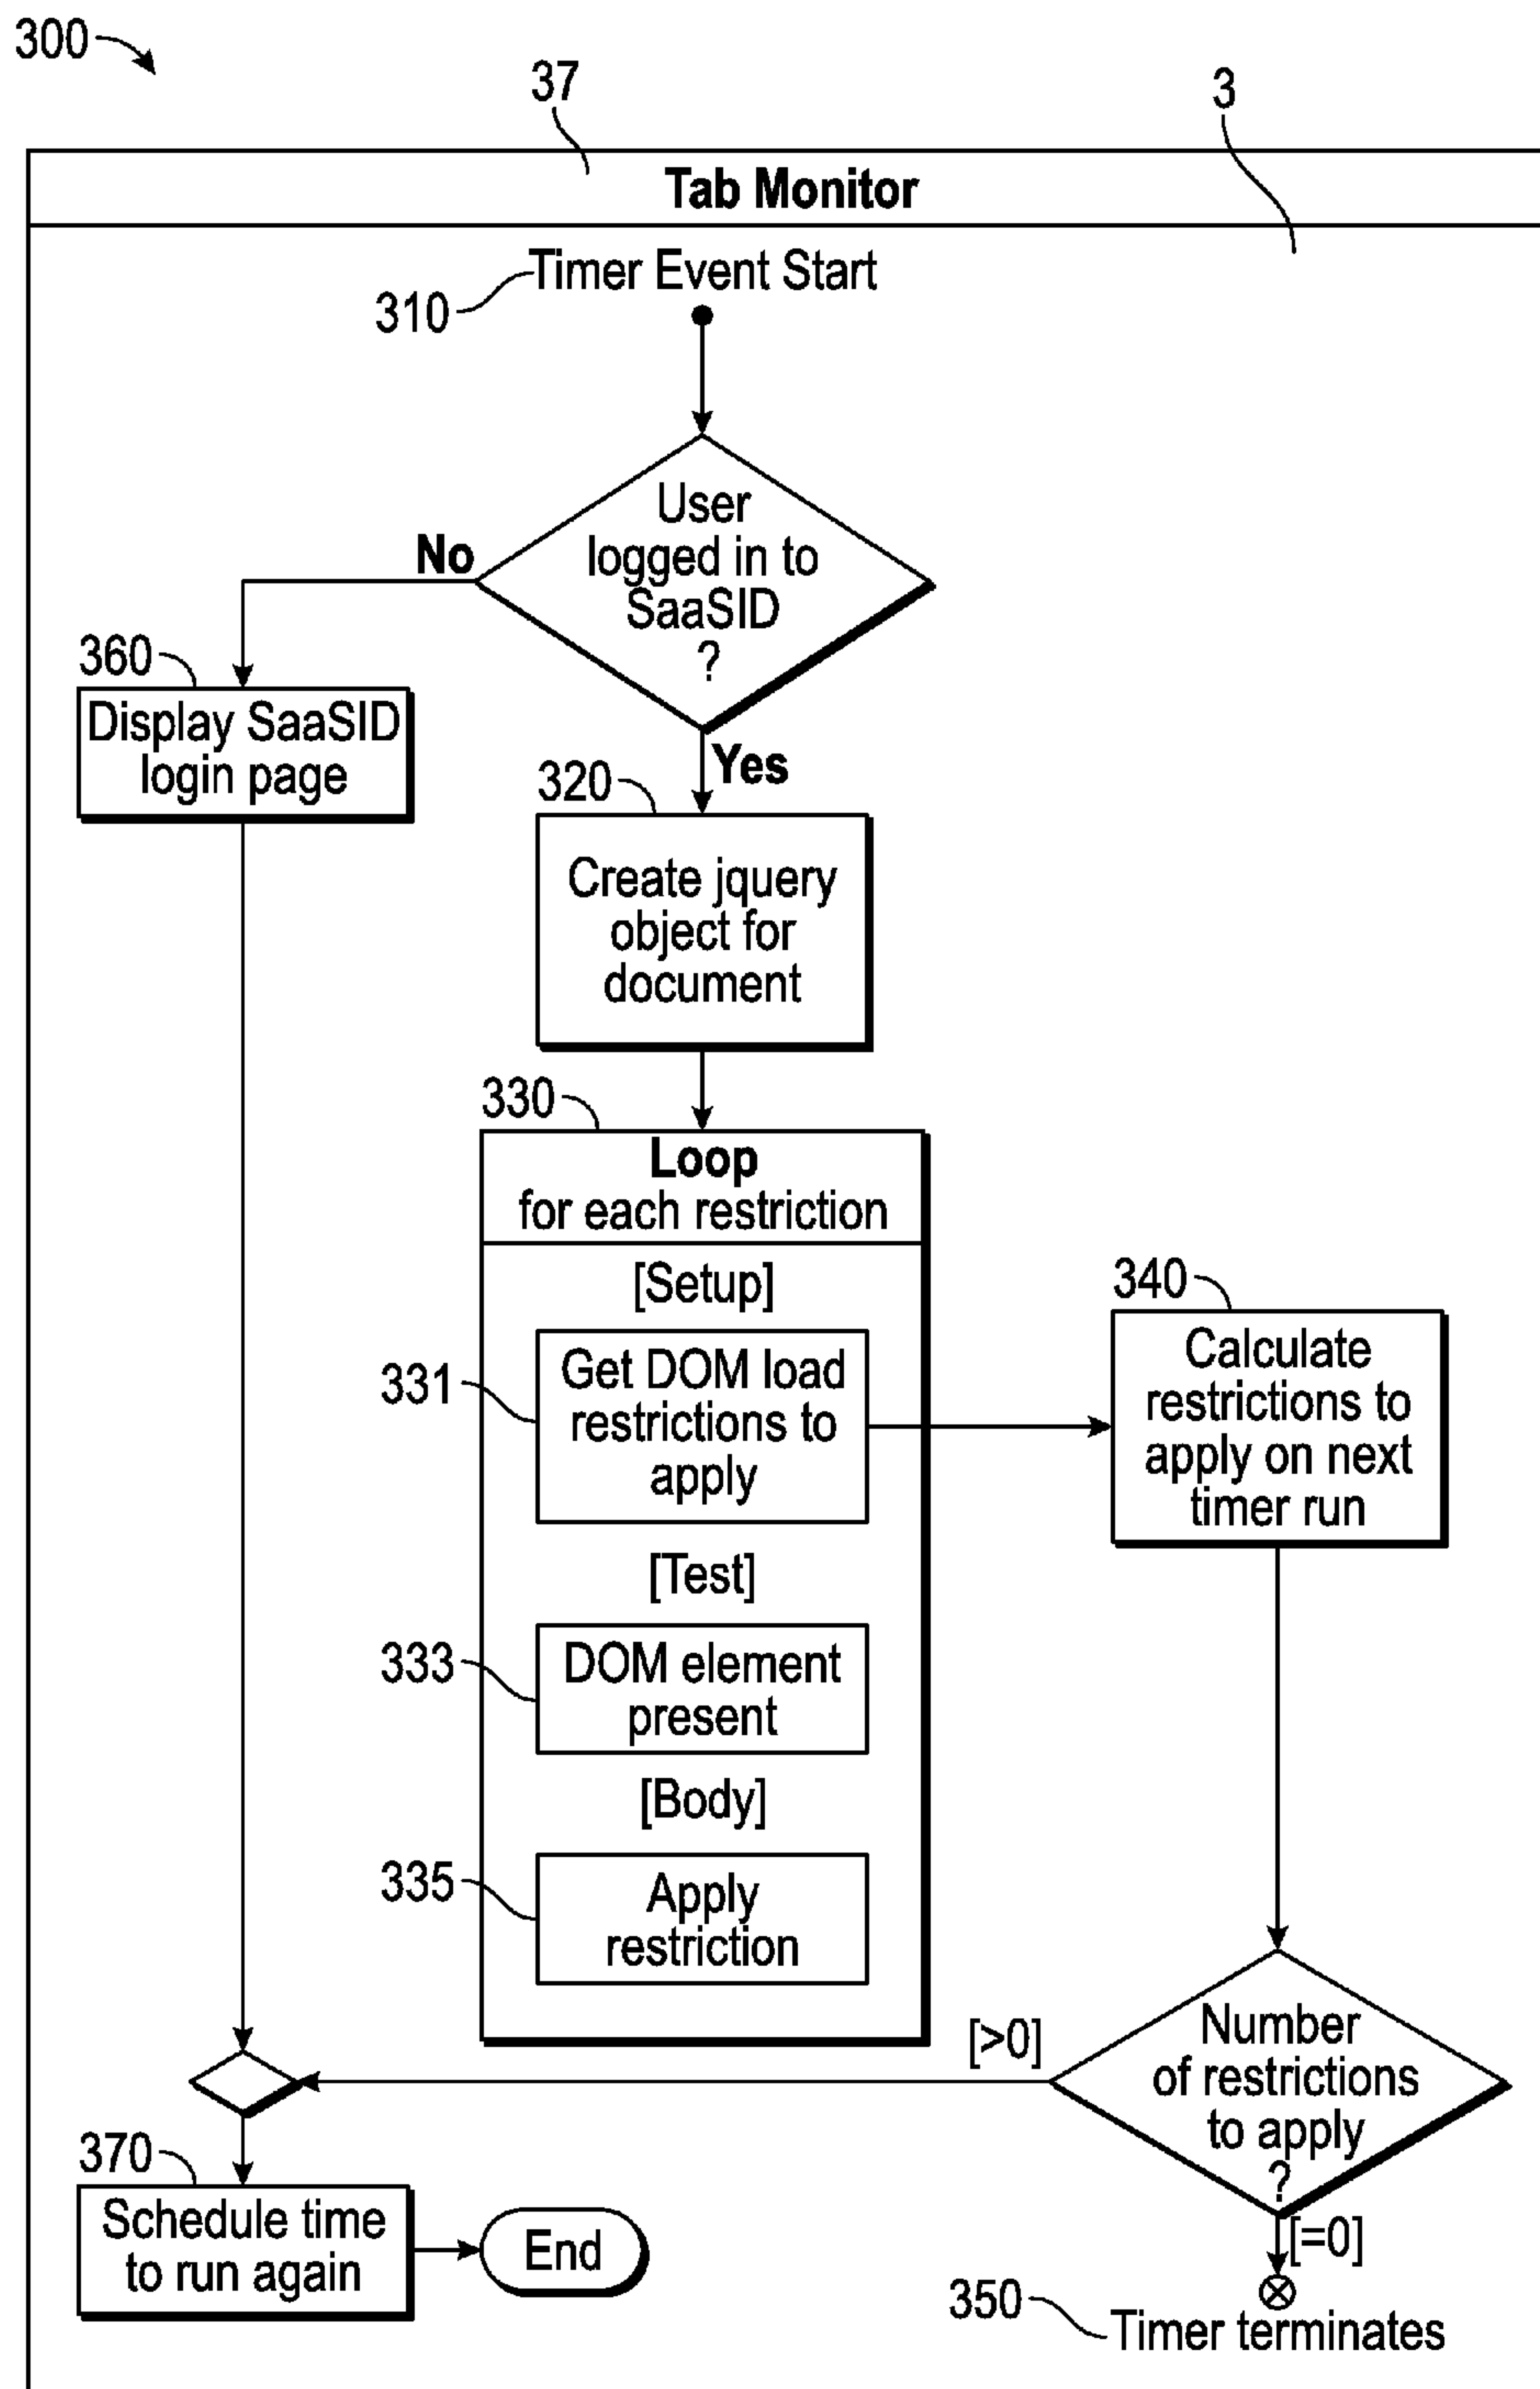 300
37
3
Tab Monitor
Timer Event Start
310
User
logged in to
SaaSID
?
No
Yes
360
Display SaaSID
login page
320
Create jquery
object for
document
330
Loop
for each restriction
[Setup]
331
Get DOM load
restrictions to
apply
340
Calculate
restrictions to
apply on next
timer run
[Test]
333
DOM element
present
[Body]
335
Apply
restriction
[>0]
Number
of restrictions
to apply
?
[=0]
370
Schedule time
to run again
End
350
Timer terminates